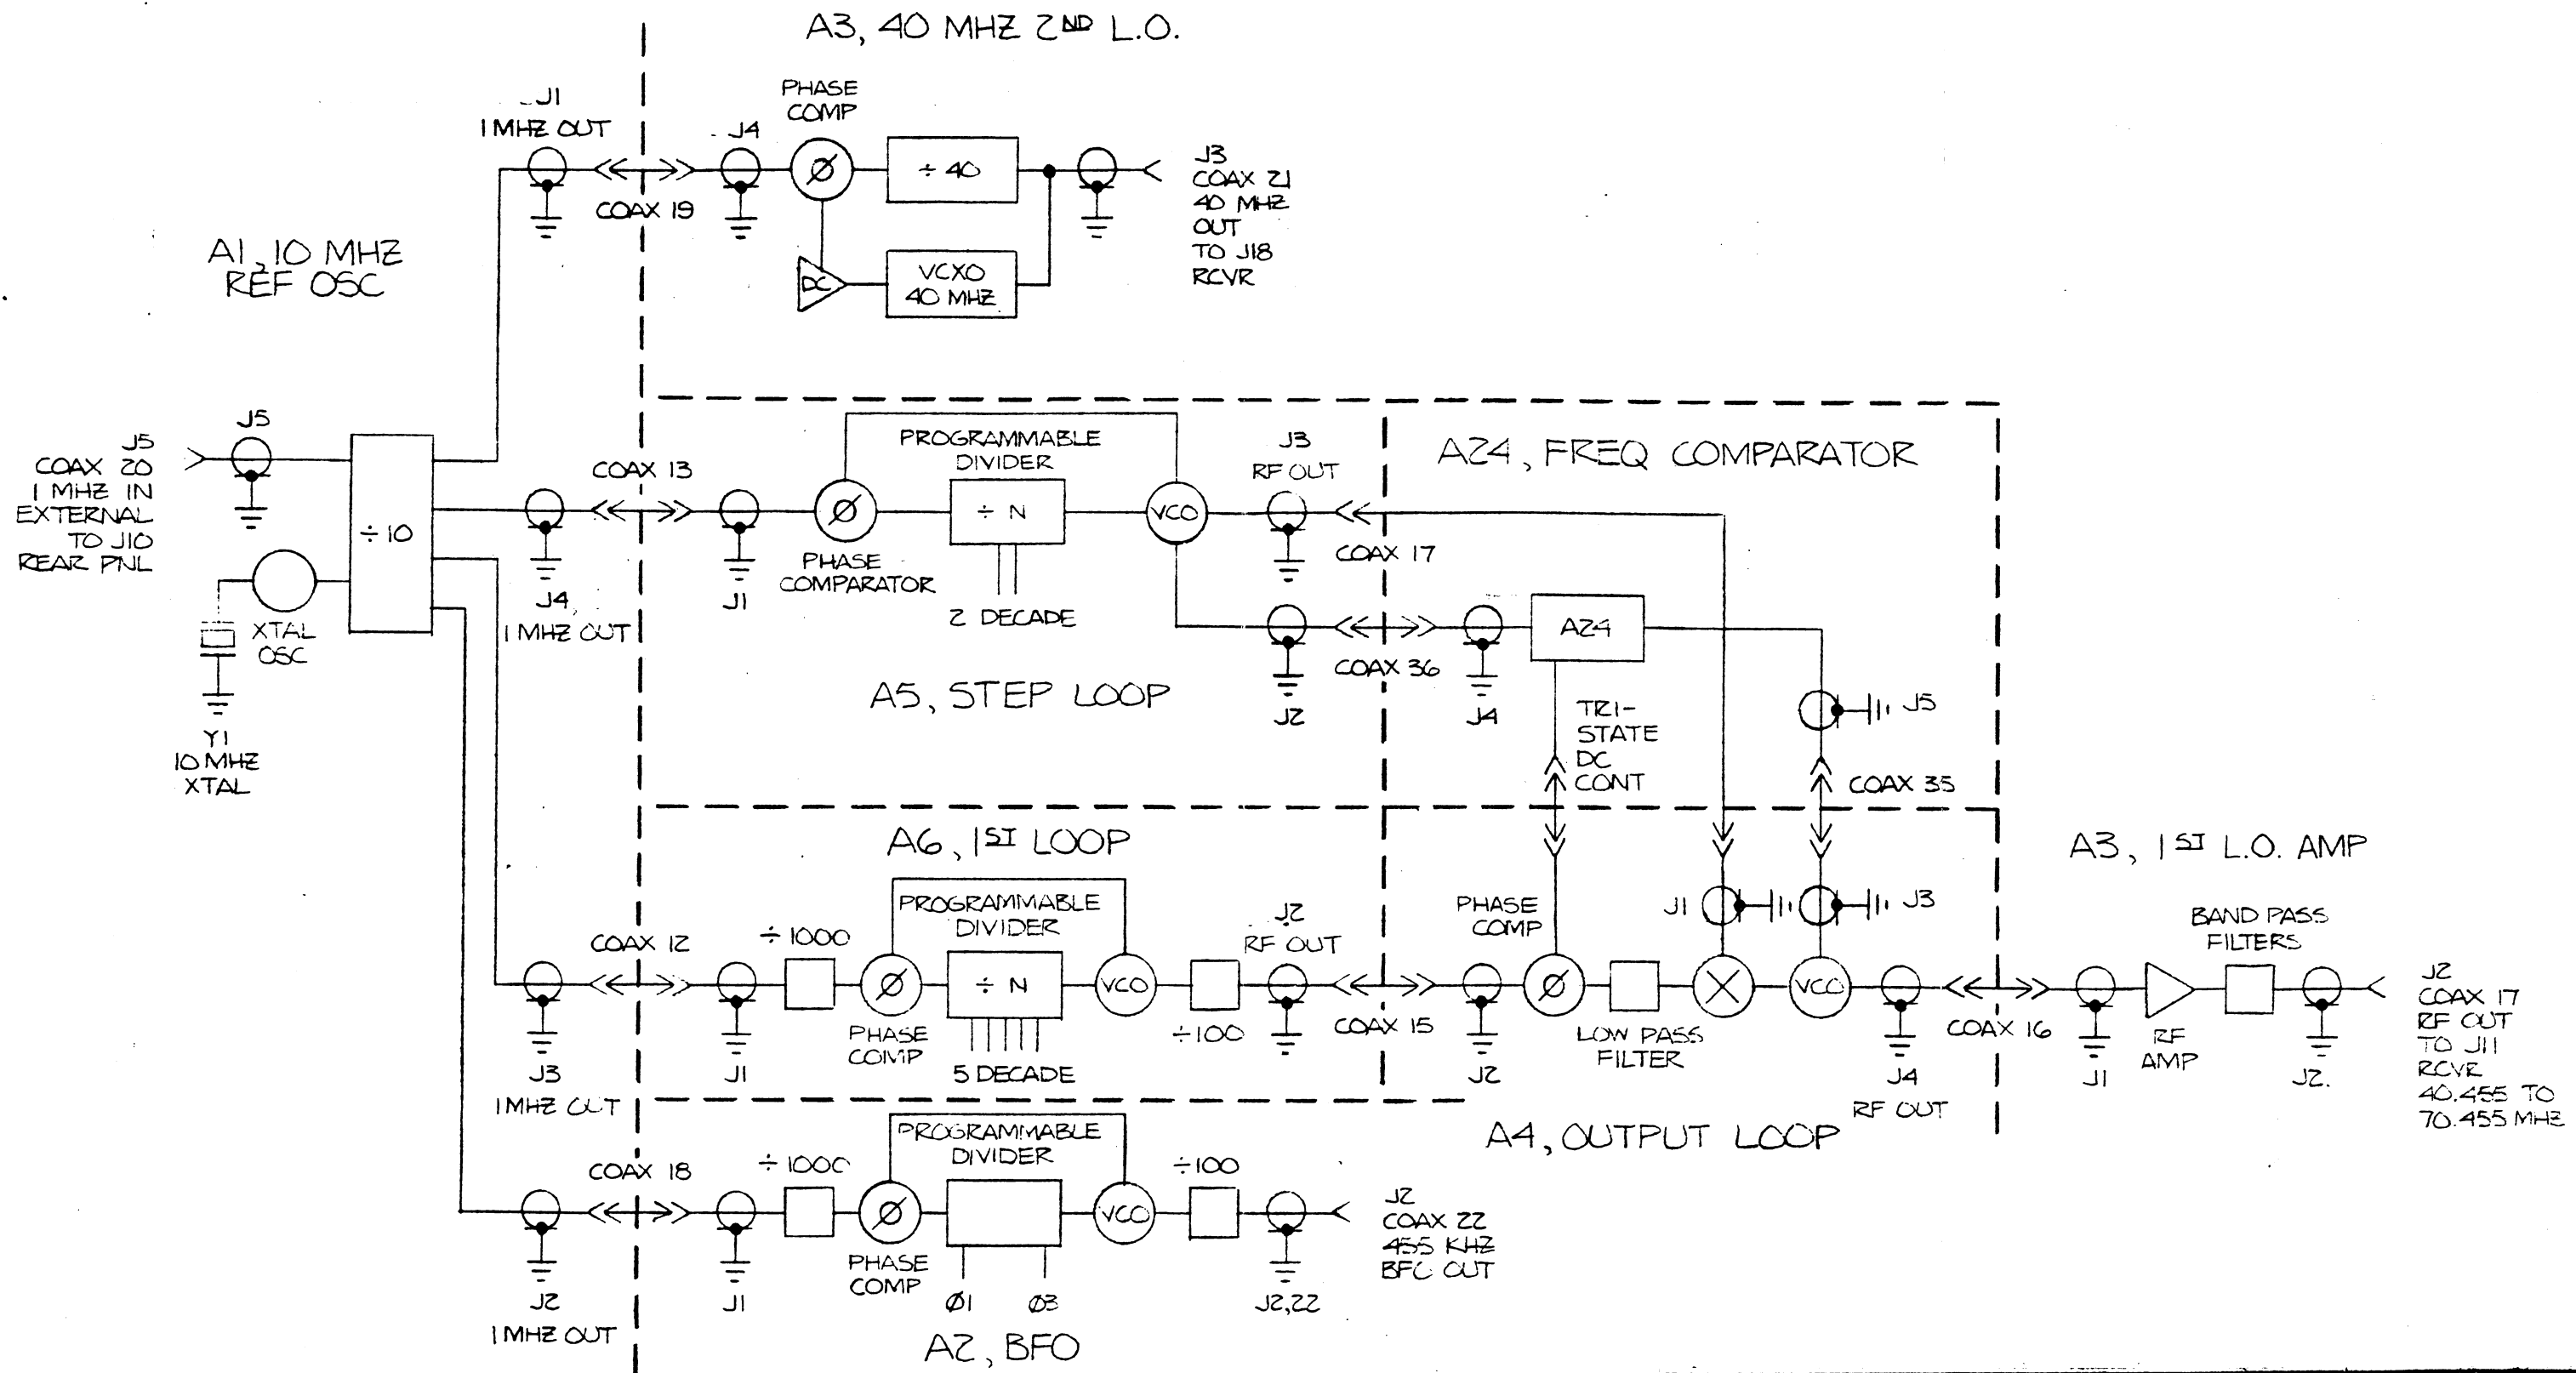 A3, 40 MHZ 2ND L.O.
J1
1 MHZ OUT
COAX 19
J4
PHASE
COMP
Ø
÷ 40
DC
VCXO
40 MHZ
J3
COAX 21
40 MHZ
OUT
TO J18
RCVR
A1, 10 MHZ
REF OSC
J5
COAX 20
1 MHZ IN
EXTERNAL
TO J10
REAR PNL
J5
÷ 10
XTAL
OSC
Y1
10 MHZ
XTAL
COAX 13
J4
1 MHZ OUT
J1
Ø
PHASE
COMPARATOR
PROGRAMMABLE
DIVIDER
÷ N
2 DECADE
VCO
J3
RF OUT
COAX 17
J2
COAX 36
A5, STEP LOOP
A24, FREQ COMPARATOR
J4
A24
TRI-
STATE
DC
CONT
J5
COAX 35
A6, 1ST LOOP
COAX 12
J3
1 MHZ OUT
J1
÷ 1000
Ø
PHASE
COMP
PROGRAMMABLE
DIVIDER
÷ N
5 DECADE
VCO
÷100
J2
RF OUT
COAX 15
J2
PHASE
COMP
Ø
LOW PASS
FILTER
J1
J3
VCO
J4
RF OUT
A4, OUTPUT LOOP
COAX 16
A3, 1ST L.O. AMP
J1
RF
AMP
BAND PASS
FILTERS
J2.
J2
COAX 17
RF OUT
TO J11
RCVR
40.455 TO
70.455 MHZ
COAX 18
J2
1 MHZ OUT
J1
÷ 1000
Ø
PHASE
COMP
PROGRAMMABLE
DIVIDER
Ø1
Ø3
VCO
÷100
J2,22
J2
COAX 22
455 KHZ
BFO OUT
A2, BFO